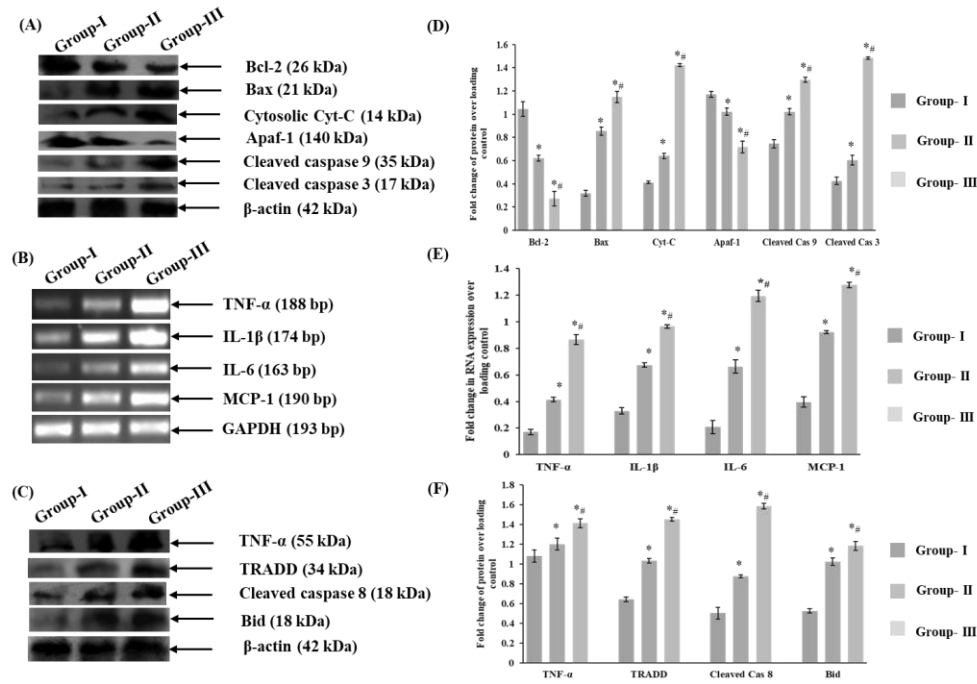 (A)
Group-I
Group-II
Group-III
Bcl-2 (26 kDa)
Bax (21 kDa)
Cytosolic Cyt-C (14 kDa)
Apaf-1 (140 kDa)
Cleaved caspase 9 (35 kDa)
Cleaved caspase 3 (17 kDa)
β-actin (42 kDa)
(B)
Group-I
Group-II
Group-III
TNF-α (188 bp)
IL-1β (174 bp)
IL-6 (163 bp)
MCP-1 (190 bp)
GAPDH (193 bp)
(C)
Group-I
Group-II
Group-III
TNF-α (55 kDa)
TRADD (34 kDa)
Cleaved caspase 8 (18 kDa)
Bid (18 kDa)
β-actin (42 kDa)
(D)
Fold change of protein over loading
control
1.6
1.4
1.2
1
0.8
0.6
0.4
0.2
0
*
*#
*
*#
*
*#
*
*#
*
*#
*
*#
Bcl-2
Bax
Cyt-C
Apaf-1
Cleaved Cas 9
Cleaved Cas 3
Group- I
Group- II
Group- III
(E)
Fold change in RNA expression over
loading control
1.4
1.2
1
0.8
0.6
0.4
0.2
0
*
*#
*
*#
*
*#
*
*#
TNF-α
IL-1β
IL-6
MCP-1
Group- I
Group- II
Group- III
(F)
Fold change of protein over loading
control
1.8
1.6
1.4
1.2
1
0.8
0.6
0.4
0.2
0
*
*#
*
*#
*
*#
*
*#
TNF-α
TRADD
Cleaved Cas 8
Bid
Group- I
Group- II
Group- III